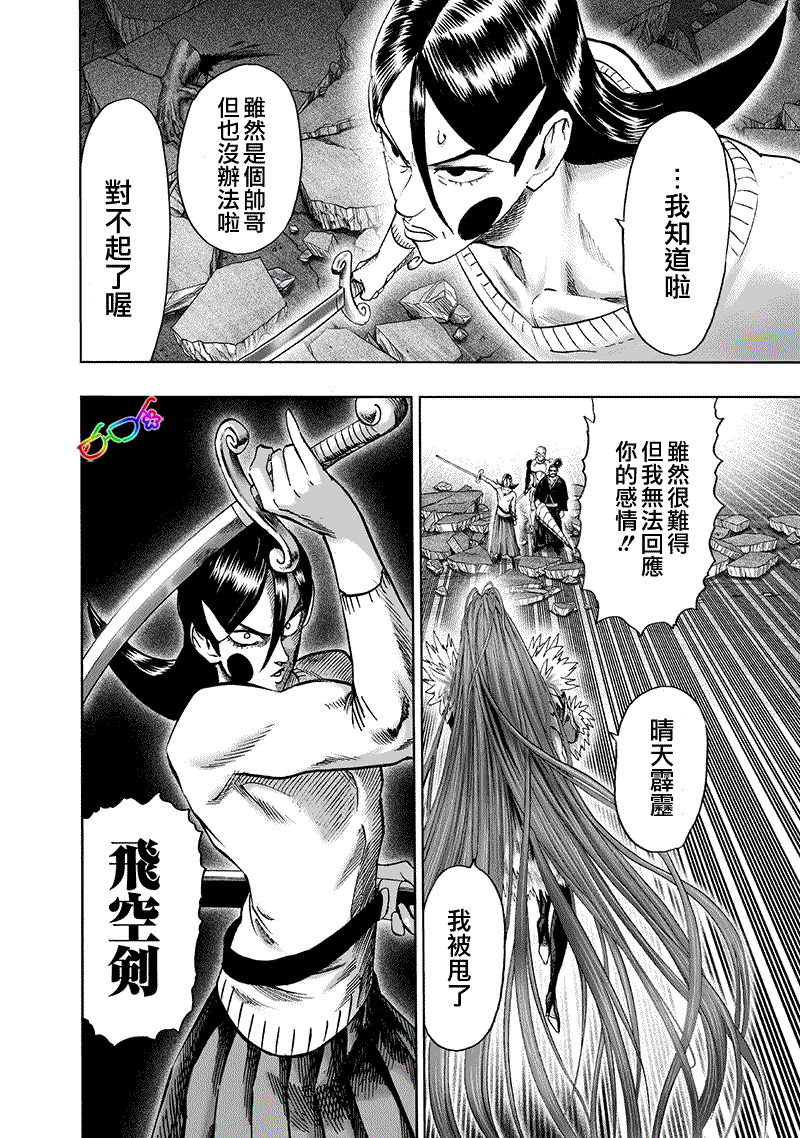 …我知道啦
雖然是個帥哥
但也沒辦法啦
對不起了喔
雖然很難得
但我無法回應
你的感情!!
晴天霹靂
我被甩了
飛空劍